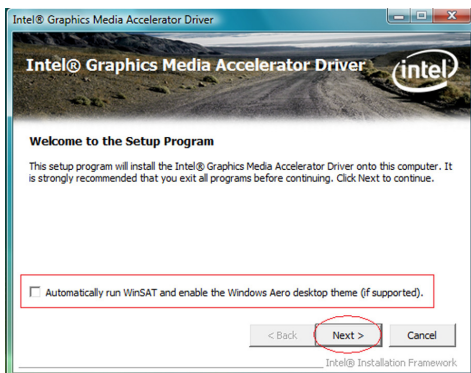 Intel® Graphics Media Accelerator Driver
Intel® Graphics Media Accelerator Driver
intel
Welcome to the Setup Program
This setup program will install the Intel® Graphics Media Accelerator Driver onto this computer. It
is strongly recommended that you exit all programs before continuing. Click Next to continue.
Automatically run WinSAT and enable the Windows Aero desktop theme (if supported).
< Back Next > Cancel
Intel® Installation Framework